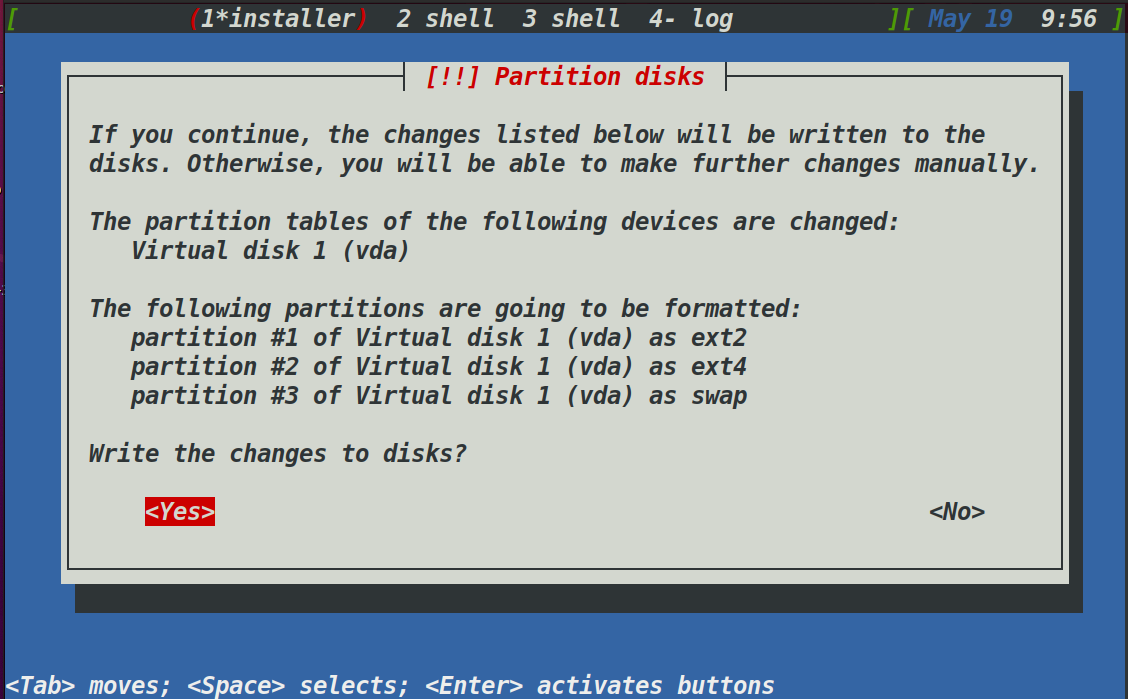 [ (1*installer) 2 shell 3 shell 4- log ][ May 19 9:56 ]
[!!] Partition disks
If you continue, the changes listed below will be written to the
disks. Otherwise, you will be able to make further changes manually.
The partition tables of the following devices are changed:
Virtual disk 1 (vda)
The following partitions are going to be formatted:
partition #1 of Virtual disk 1 (vda) as ext2
partition #2 of Virtual disk 1 (vda) as ext4
partition #3 of Virtual disk 1 (vda) as swap
Write the changes to disks?
<Yes> <No>
<Tab> moves; <Space> selects; <Enter> activates buttons